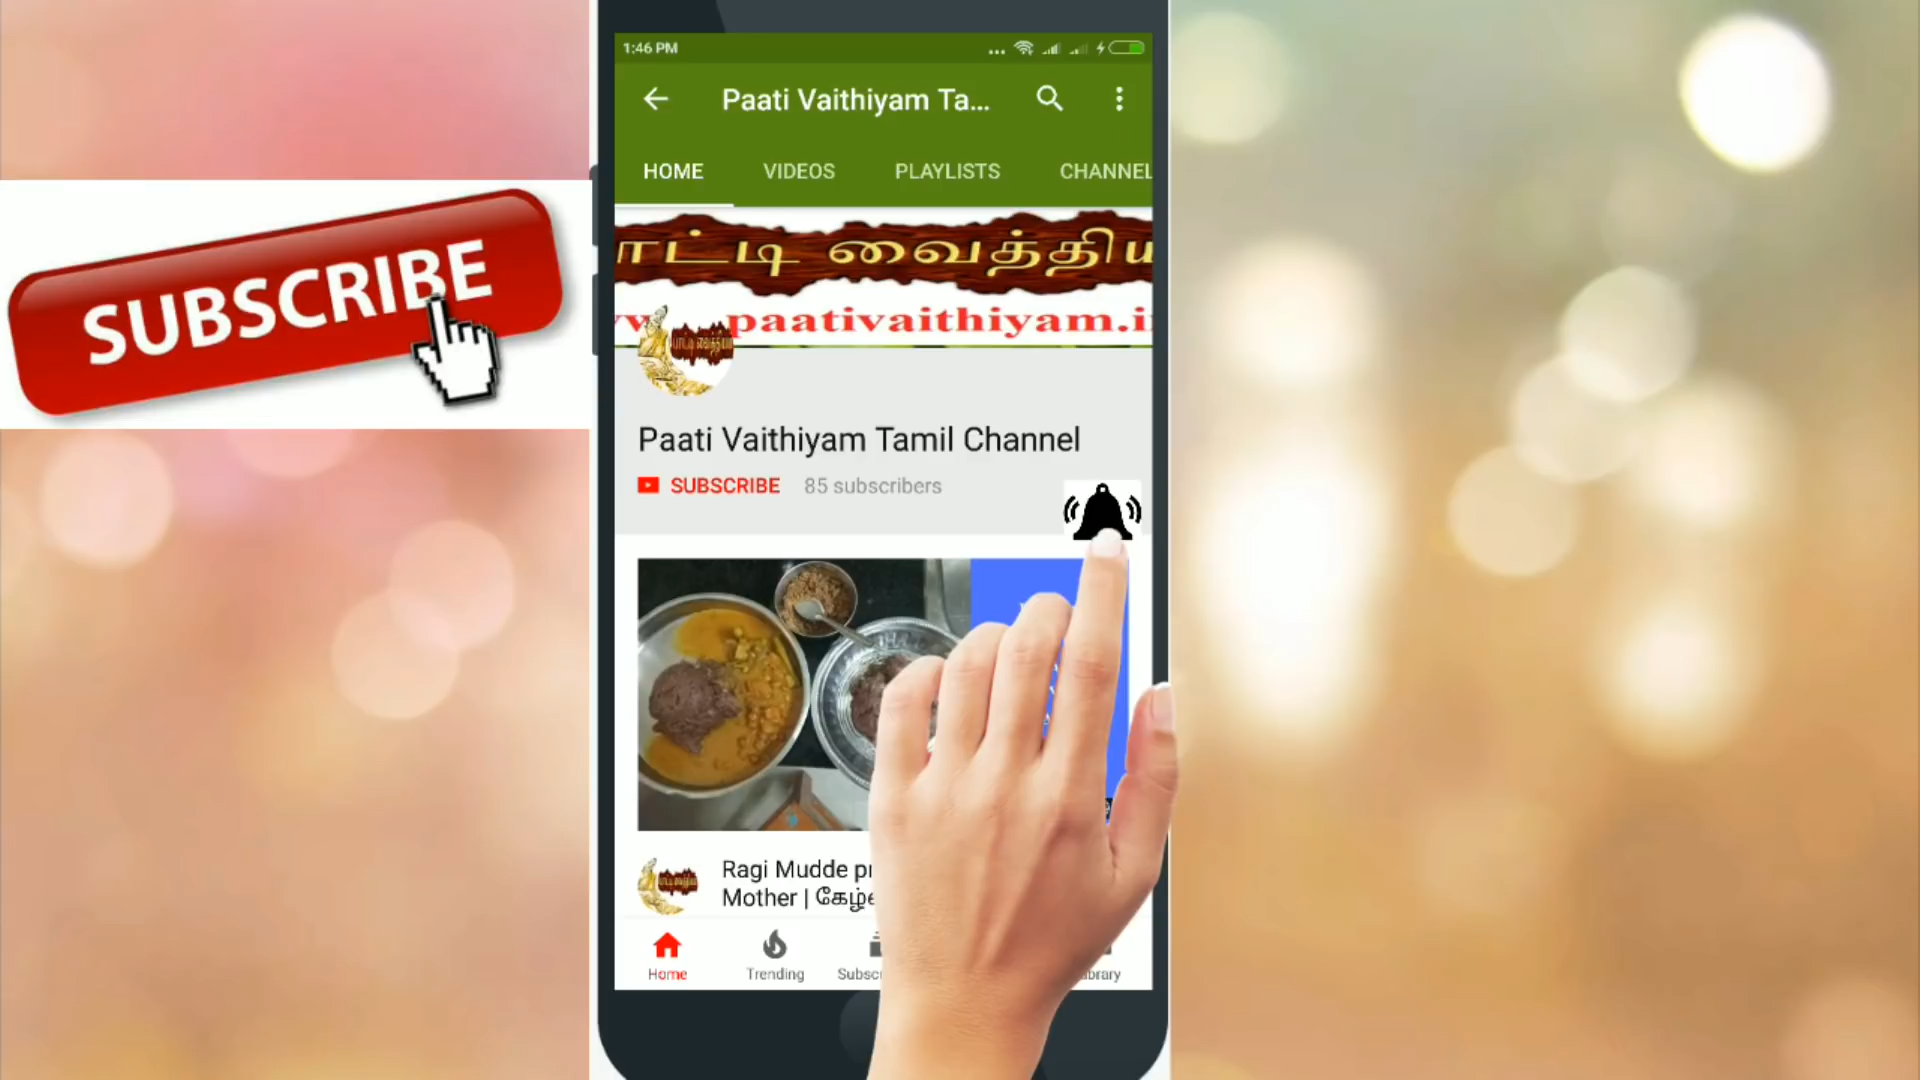 1:46 PM
Paati Vaithiyam Ta...
HOME VIDEOS PLAYLISTS CHANNEL
SUBSCRIBE
ாட்டி வைத்திய
paativaithiyam.i
Paati Vaithiyam Tamil Channel
SUBSCRIBE 85 subscribers
Ragi Mudde
Mother |
Home Trending